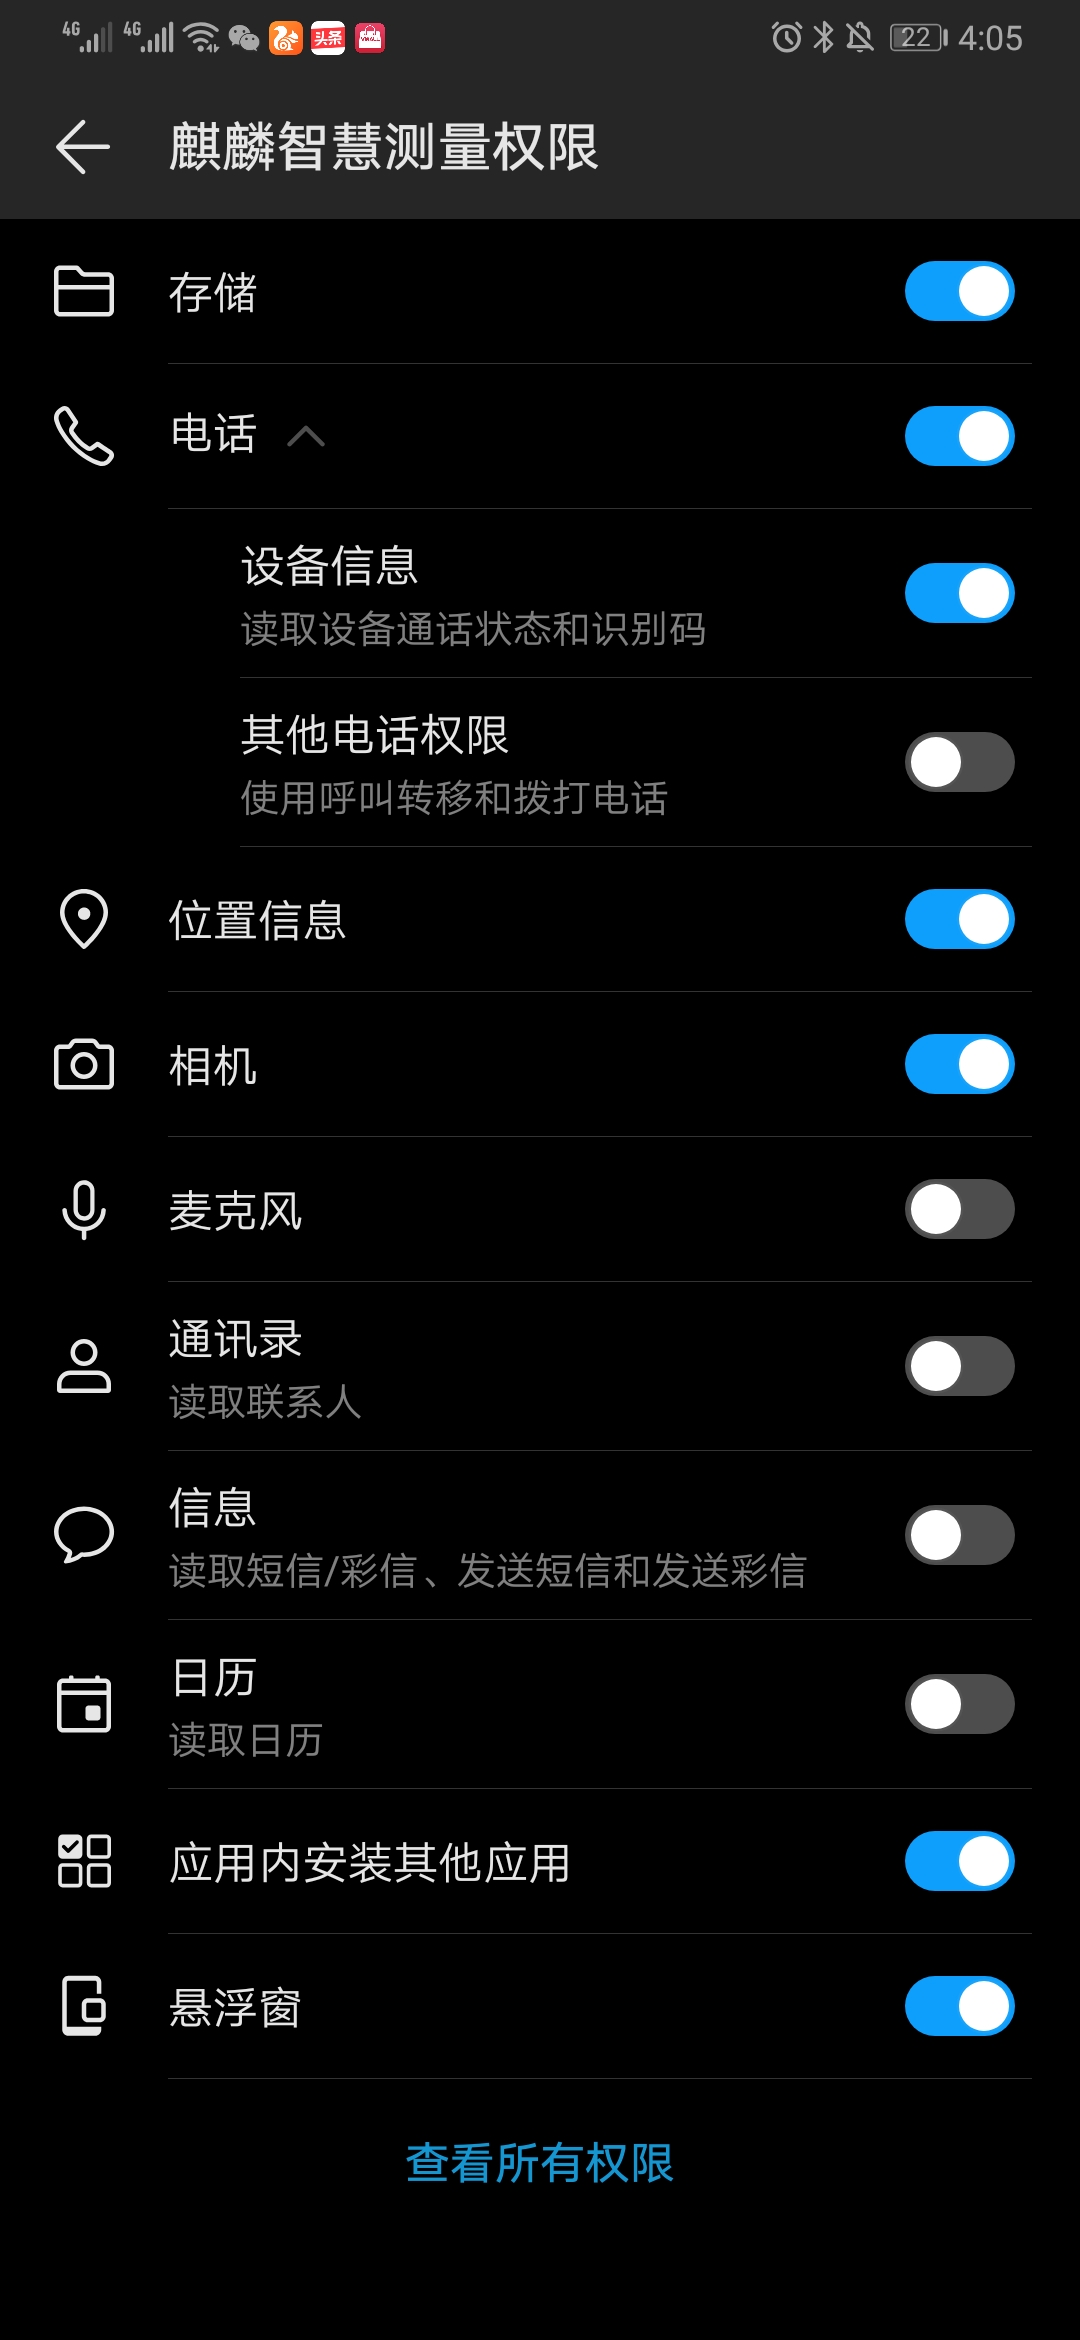 4G 4G 头条 22 4:05
麒麟智慧测量权限
存储
电话
设备信息
读取设备通话状态和识别码
其他电话权限
使用呼叫转移和拨打电话
位置信息
相机
麦克风
通讯录
读取联系人
信息
读取短信/彩信、发送短信和发送彩信
日历
读取日历
应用内安装其他应用
悬浮窗
查看所有权限